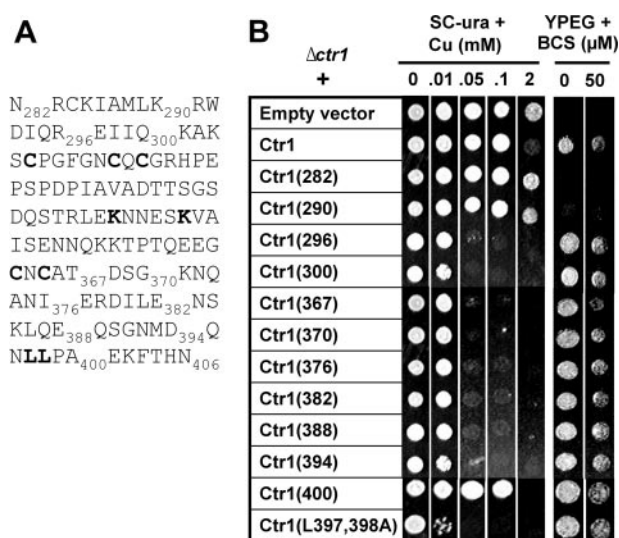 A
N282RCKIAMLK290RW
DIQR296EIIQ300KAK
SCPGFGNCQCGRHPE
PSPDPIAVADTTSGS
DQSTRLEKNNESKVA
ISENNQKKTPTQEEG
CNCAT367DSG370KNQ
ANI376ERDILE382NS
KLQE388QSGNMD394Q
NLLPA400EKFTHN406
B
Δctr1
+
SC-ura +
Cu (mM)
YPEG +
BCS (µM)
0 .01 .05 .1 2 0 50
Empty vector
Ctr1
Ctr1(282)
Ctr1(290)
Ctr1(296)
Ctr1(300)
Ctr1(367)
Ctr1(370)
Ctr1(376)
Ctr1(382)
Ctr1(388)
Ctr1(394)
Ctr1(400)
Ctr1(L397,398A)